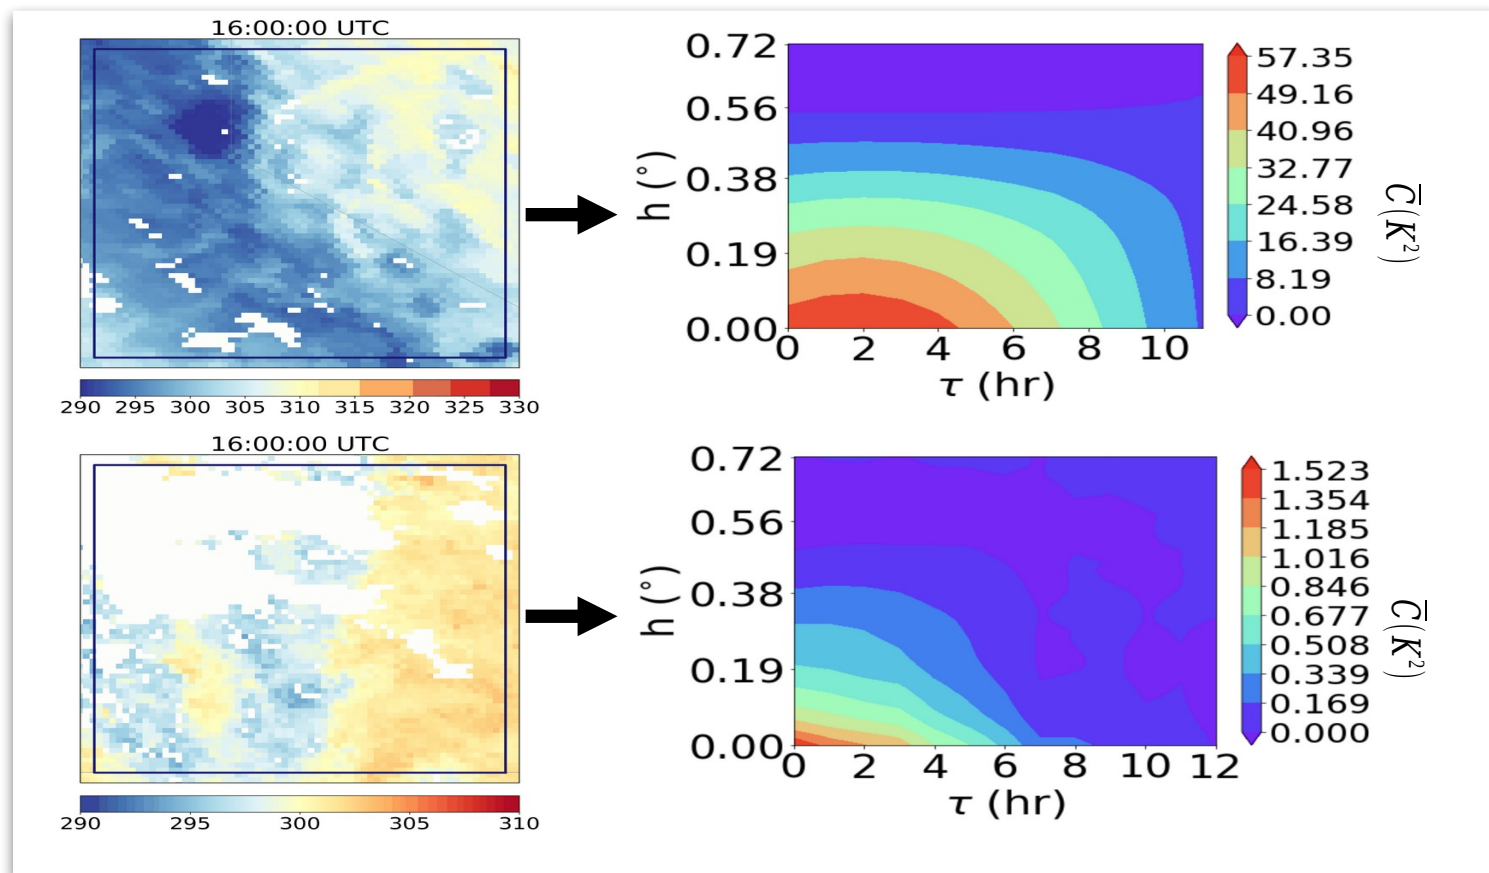 16:00:00 UTC
290 295 300 305 310 315 320 325 330
0.72
0.56
0.38
0.19
0.00
h (°)
0 2 4 6 8 10
τ (hr)
57.35
49.16
40.96
32.77
24.58
16.39
8.19
0.00
C̅(K²)
16:00:00 UTC
290 295 300 305 310
0.72
0.56
0.38
0.19
0.00
h (°)
0 2 4 6 8 10 12
τ (hr)
1.523
1.354
1.185
1.016
0.846
0.677
0.508
0.339
0.169
0.000
C̅(K²)